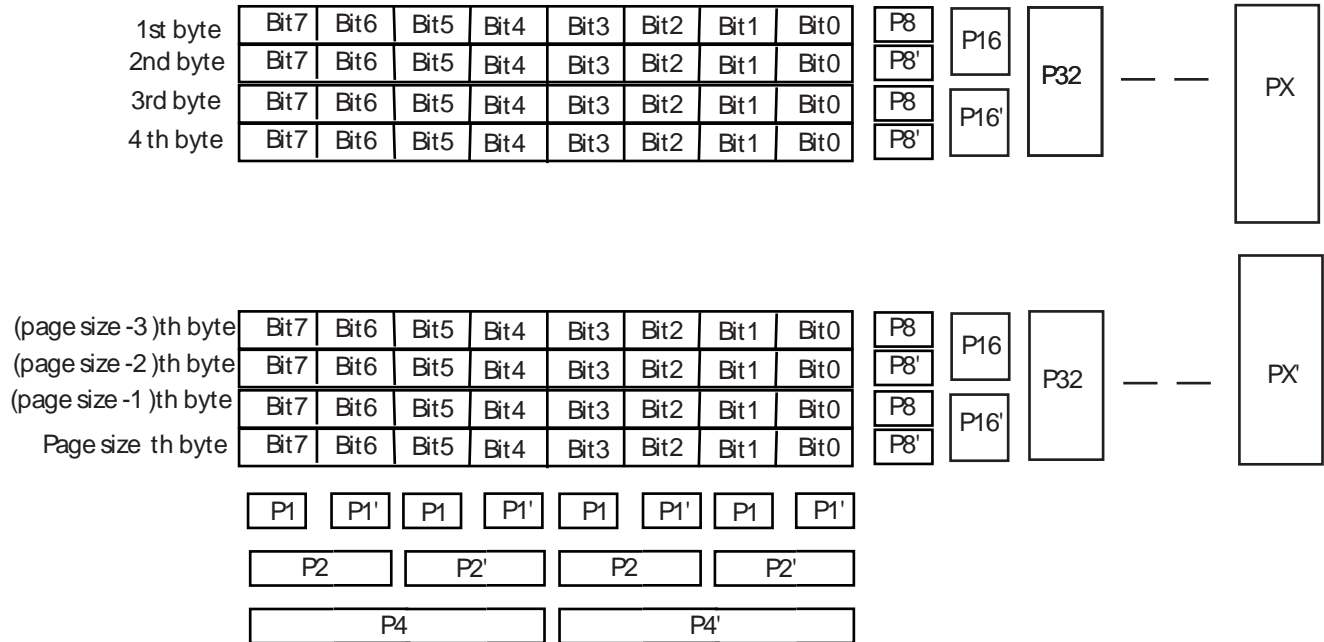 1st byte Bit7 Bit6 Bit5 Bit4 Bit3 Bit2 Bit1 Bit0 P8 P16 P32 PX
2nd byte Bit7 Bit6 Bit5 Bit4 Bit3 Bit2 Bit1 Bit0 P8'
3rd byte Bit7 Bit6 Bit5 Bit4 Bit3 Bit2 Bit1 Bit0 P8 P16'
4 th byte Bit7 Bit6 Bit5 Bit4 Bit3 Bit2 Bit1 Bit0 P8'
(page size -3 )th byte Bit7 Bit6 Bit5 Bit4 Bit3 Bit2 Bit1 Bit0 P8 P16 P32 PX'
(page size -2 )th byte Bit7 Bit6 Bit5 Bit4 Bit3 Bit2 Bit1 Bit0 P8'
(page size -1 )th byte Bit7 Bit6 Bit5 Bit4 Bit3 Bit2 Bit1 Bit0 P8 P16'
Page size th byte Bit7 Bit6 Bit5 Bit4 Bit3 Bit2 Bit1 Bit0 P8'
P1 P1' P1 P1' P1 P1' P1 P1'
P2 P2' P2 P2'
P4 P4'